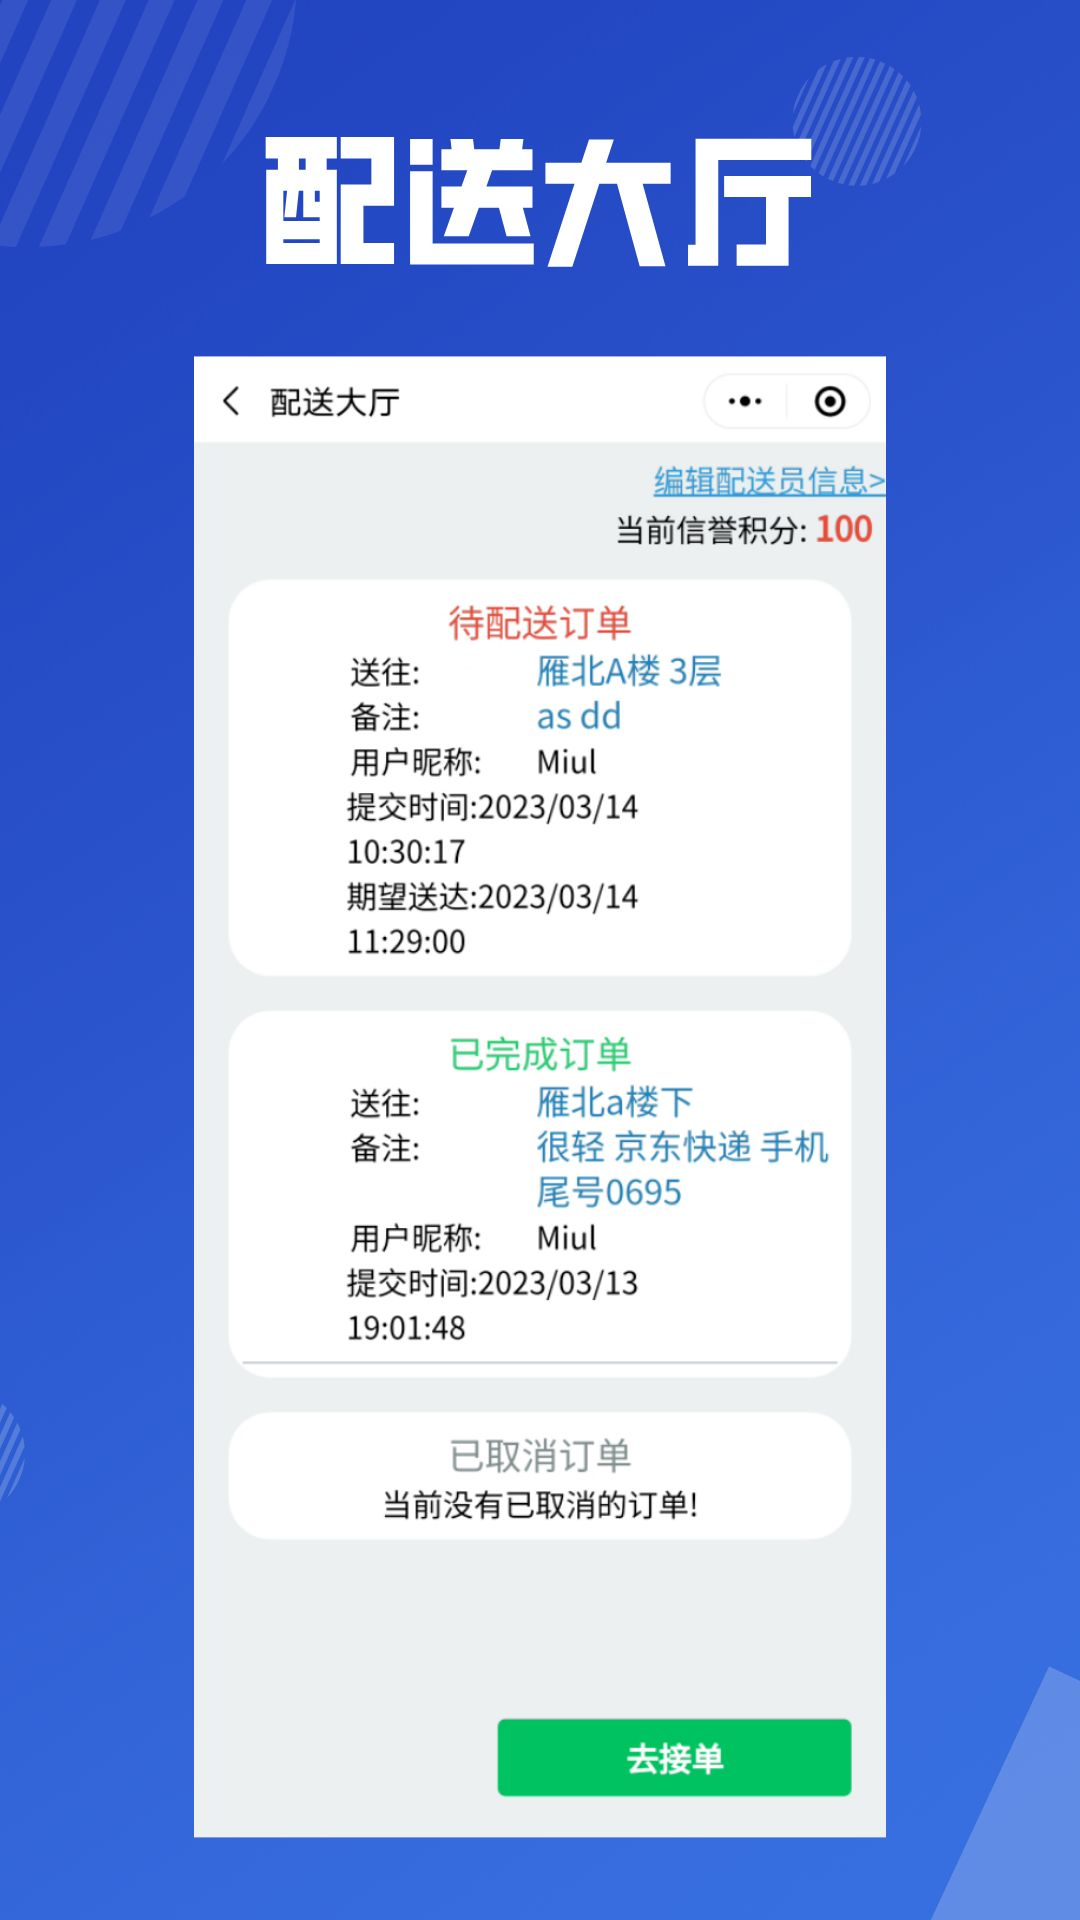 配送大厅
配送大厅
编辑配送员信息>
当前信誉积分: 100
待配送订单
送往: 雁北A楼 3层
备注: as dd
用户昵称: Miul
提交时间:2023/03/14
10:30:17
期望送达:2023/03/14
11:29:00
已完成订单
送往: 雁北a楼下
备注: 很轻 京东快递 手机
尾号0695
用户昵称: Miul
提交时间:2023/03/13
19:01:48
已取消订单
当前没有已取消的订单!
去接单